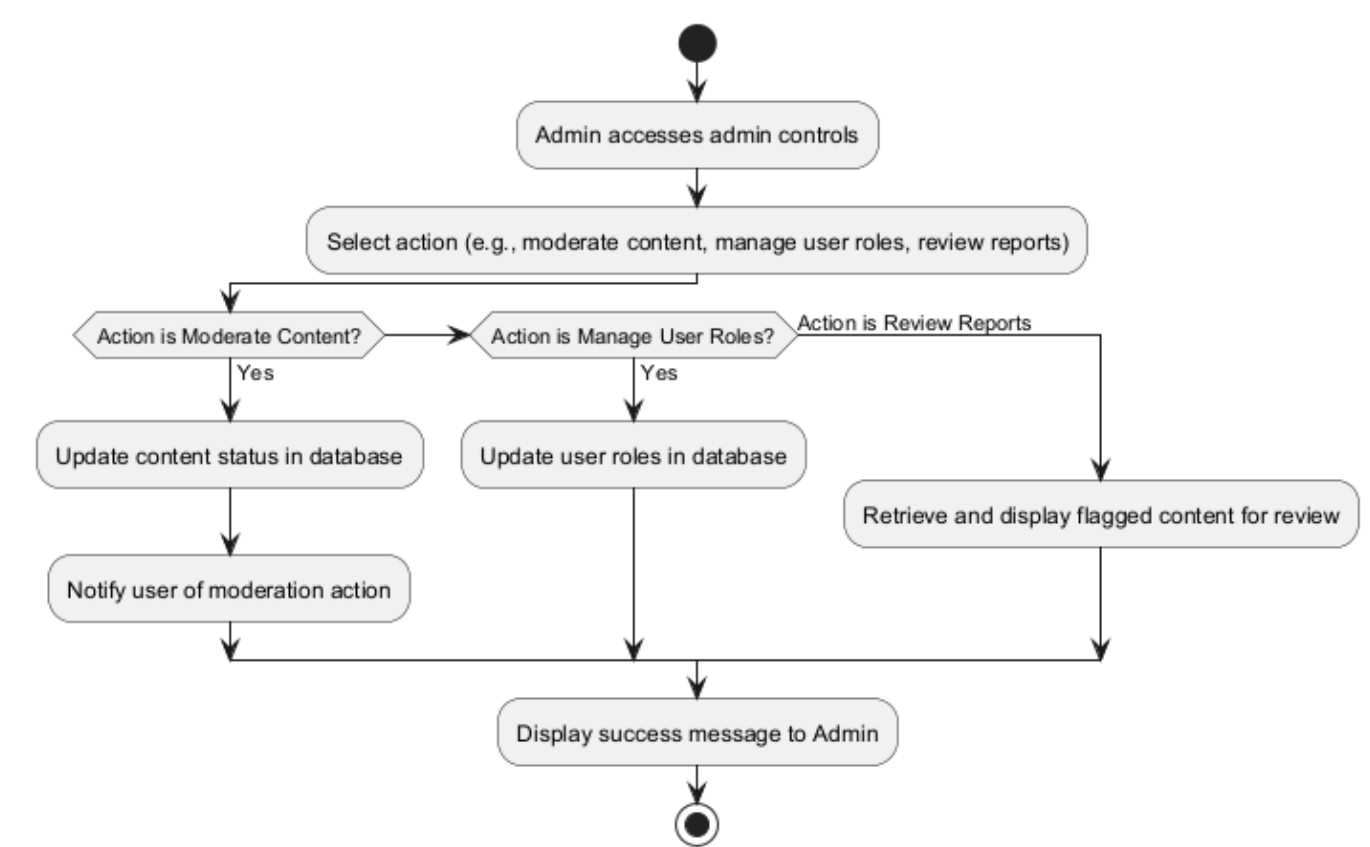 Admin accesses admin controls
Select action (e.g., moderate content, manage user roles, review reports)
Action is Moderate Content?
Action is Manage User Roles?
Action is Review Reports
Yes
Yes
Update content status in database
Update user roles in database
Retrieve and display flagged content for review
Notify user of moderation action
Display success message to Admin